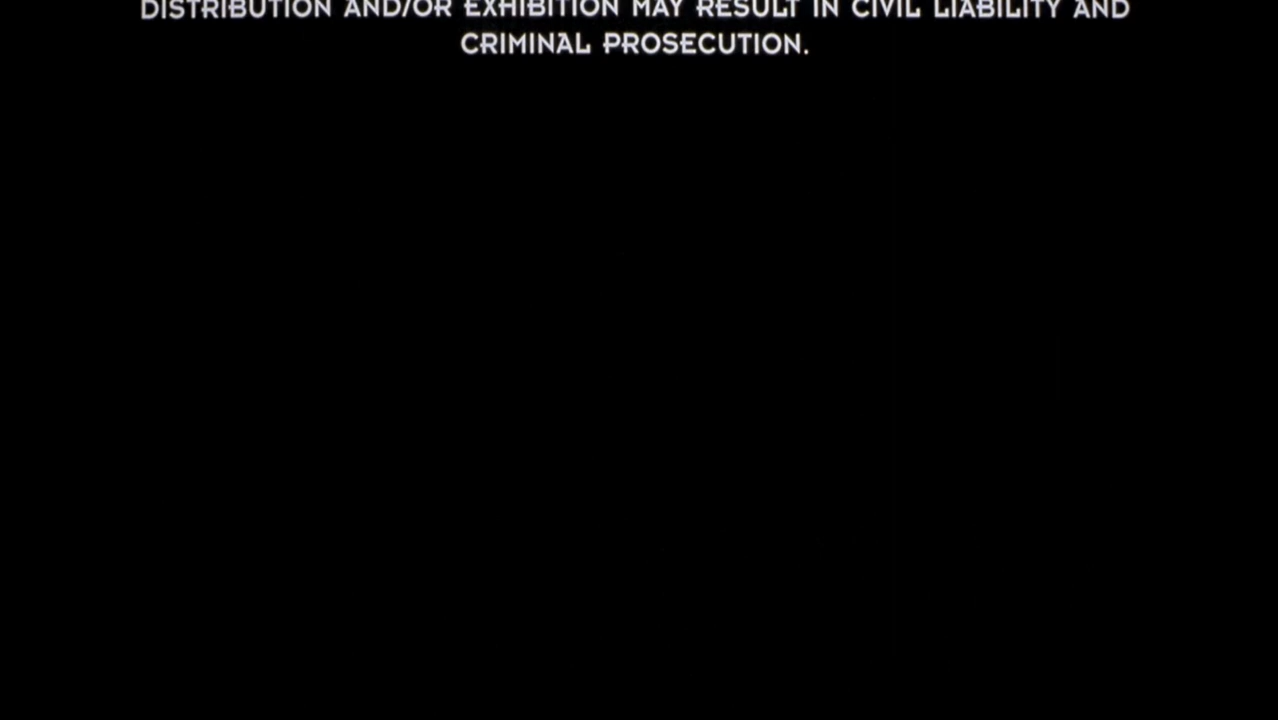 DISTRIBUTION AND/OR EXHIBITION MAY RESULT IN CIVIL LIABILITY AND
CRIMINAL PROSECUTION.